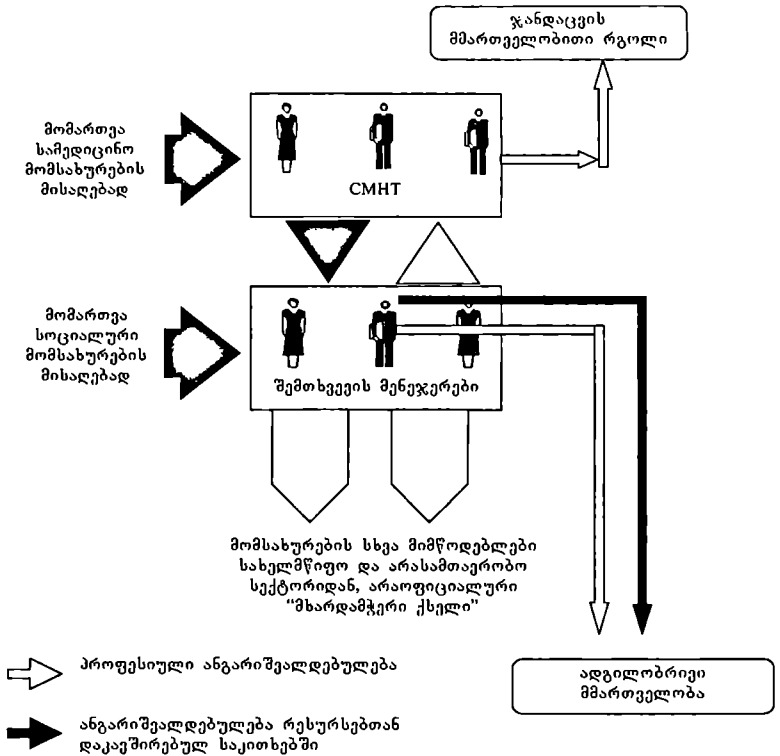 ჯანდაცვის
მმართველობითი რგოლი
მომართვა
სამედიცინო
მომსახურების
მისაღებად
CMHT
მომართვა
სოციალური
მომსახურების
მისაღებად
შემთხვევის მენეჯერები
მომსახურების სხვა მიმწოდებლები
სახელმწიფო და არასამთავრობო
სექტორიდან, არაოფიციალური
“მხარდამჭერი ქსელი”
პროფესიული ანგარიშვალდებულება
ადგილობრივი
მმართველობა
ანგარიშვალდებულება რესურსებთან
დაკავშირებულ საკითხებში